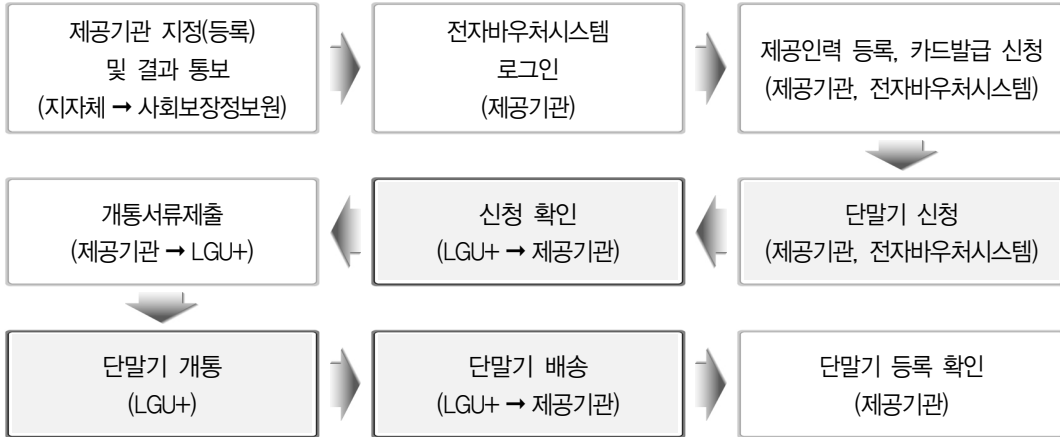 제공기관 지정(등록)
및 결과 통보
(지자체 ➞ 사회보장정보원)
전자바우처시스템
로그인
(제공기관)
제공인력 등록, 카드발급 신청
(제공기관, 전자바우처시스템)
단말기 신청
(제공기관, 전자바우처시스템)
신청 확인
(LGU+ ➞ 제공기관)
개통서류제출
(제공기관 ➞ LGU+)
단말기 개통
(LGU+)
단말기 배송
(LGU+ ➞ 제공기관)
단말기 등록 확인
(제공기관)